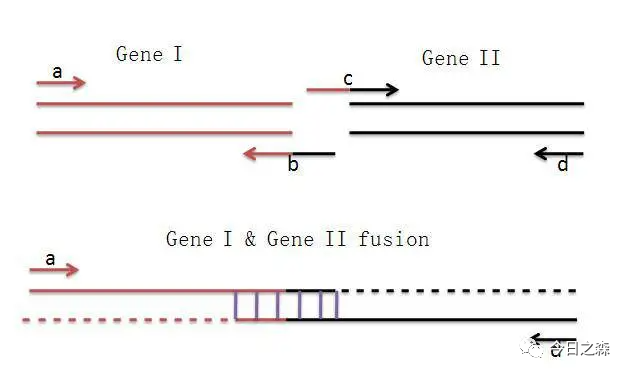 Gene I
Gene II
a
c
b
d
Gene I & Gene II fusion
a
d
今日之森